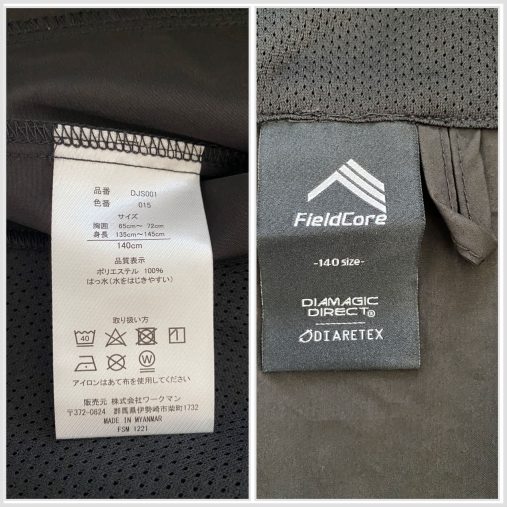 品番 DJS001
色番 015
サイズ
胸囲 65cm～ 72cm
身長 135cm～145cm
140cm
品質表示
ポリエステル 100%
はっ水(水をはじきやすい)
取り扱い方
40
W
アイロンはあて布を使用してください
販売元 株式会社ワークマン
〒372-0824 群馬県伊勢崎市柴町1732
MADE IN MYANMAR
FSM 1221
FieldCore
-140 size-
DIAMAGIC
DIRECT®
DIARETEX